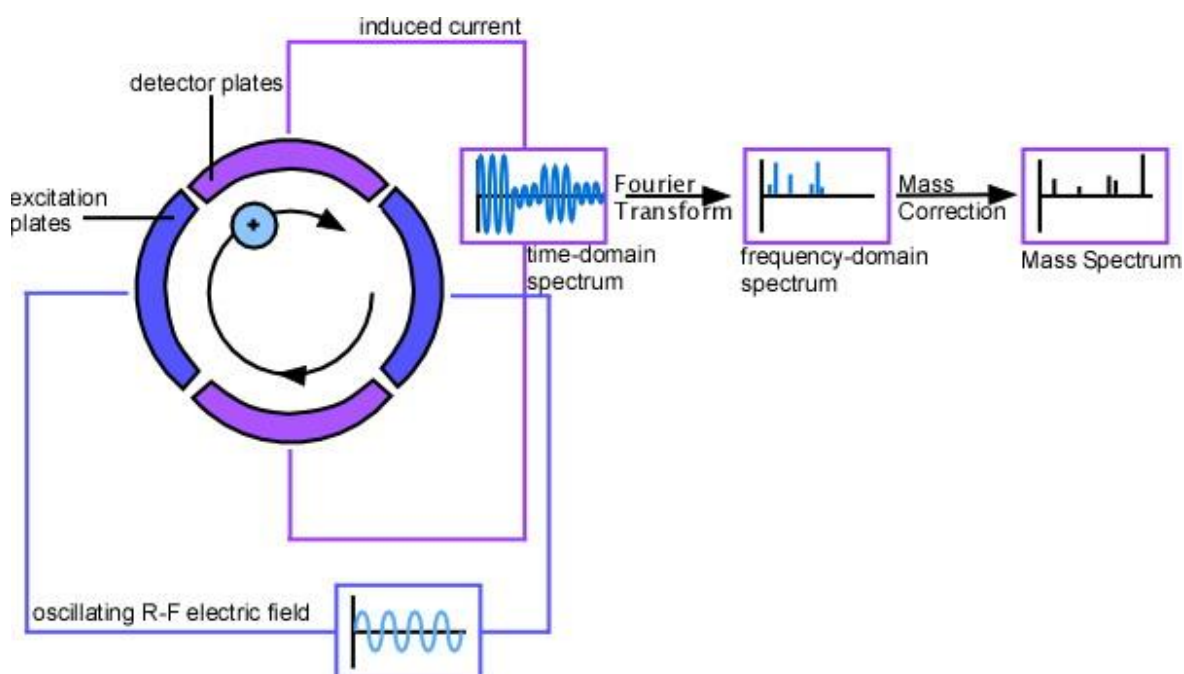 induced current
detector plates
excitation
plates
+
Fourier
Transform
Mass
Correction
time-domain
spectrum
frequency-domain
spectrum
Mass Spectrum
oscillating R-F electric field